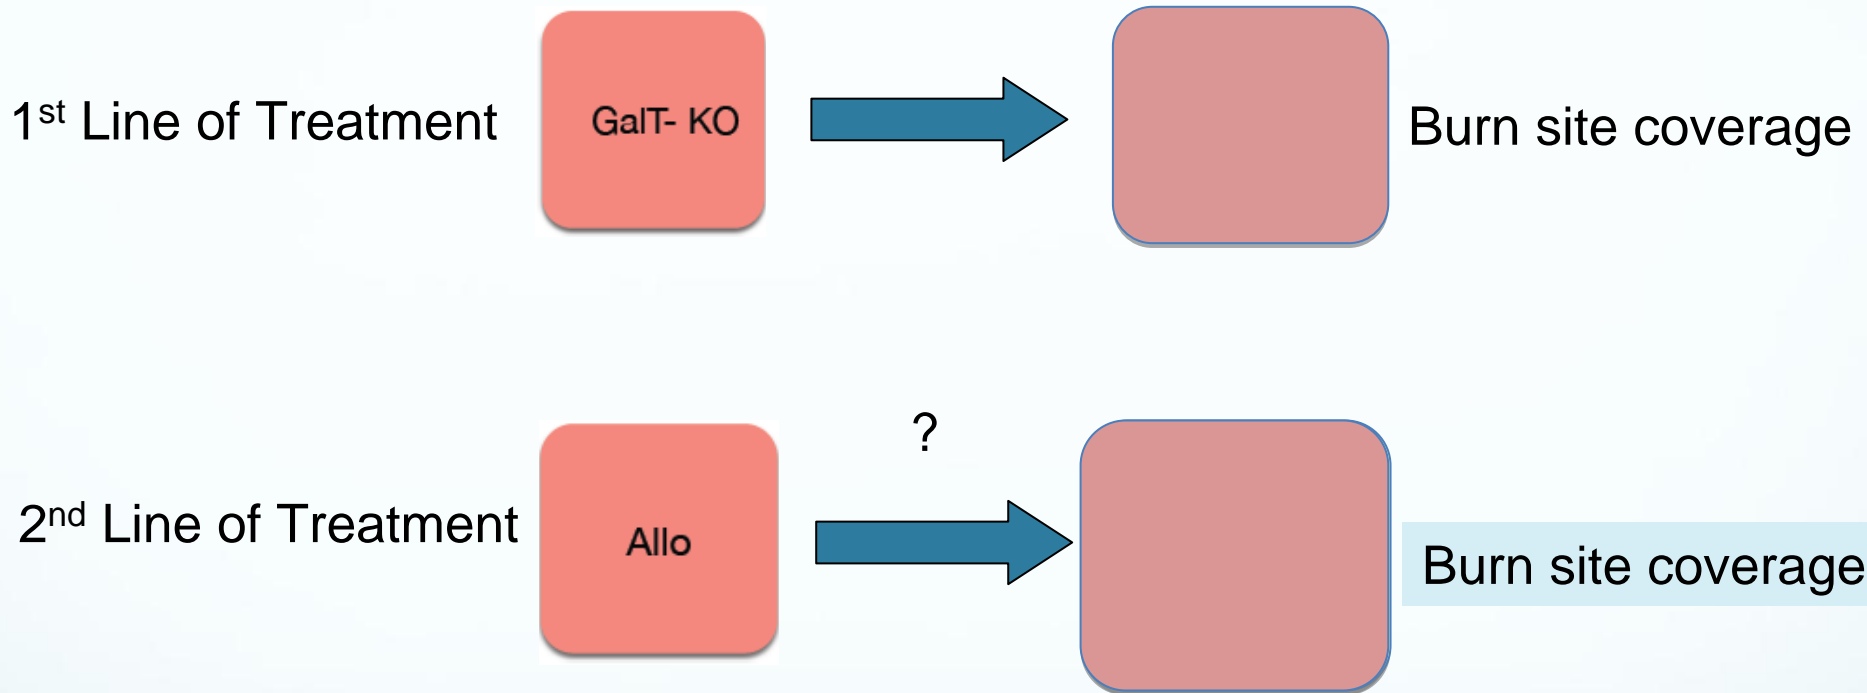 1st Line of Treatment
GalT- KO
Burn site coverage
?
2nd Line of Treatment
Allo
Burn site coverage